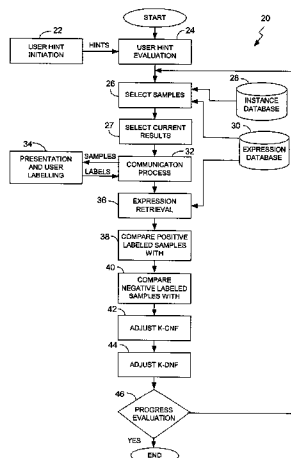 START
20
22
24
USER HINT
INITIATION
HINTS
USER HINT
EVALUATION
26
SELECT SAMPLES
28
INSTANCE
DATABASE
27
SELECT CURRENT
RESULTS
30
EXPRESSION
DATABASE
34
PRESENTATION
AND USER
LABELLING
SAMPLES
LABELS
32
COMMUNICATION
PROCESS
36
EXPRESSION
RETRIEVAL
38
COMPARE POSITIVE
LABELED SAMPLES
WITH
40
COMPARE
NEGATIVE LABELED
SAMPLES WITH
42
ADJUST K-CNF
44
ADJUST K-DNF
46
PROGRESS
EVALUATION
YES
END